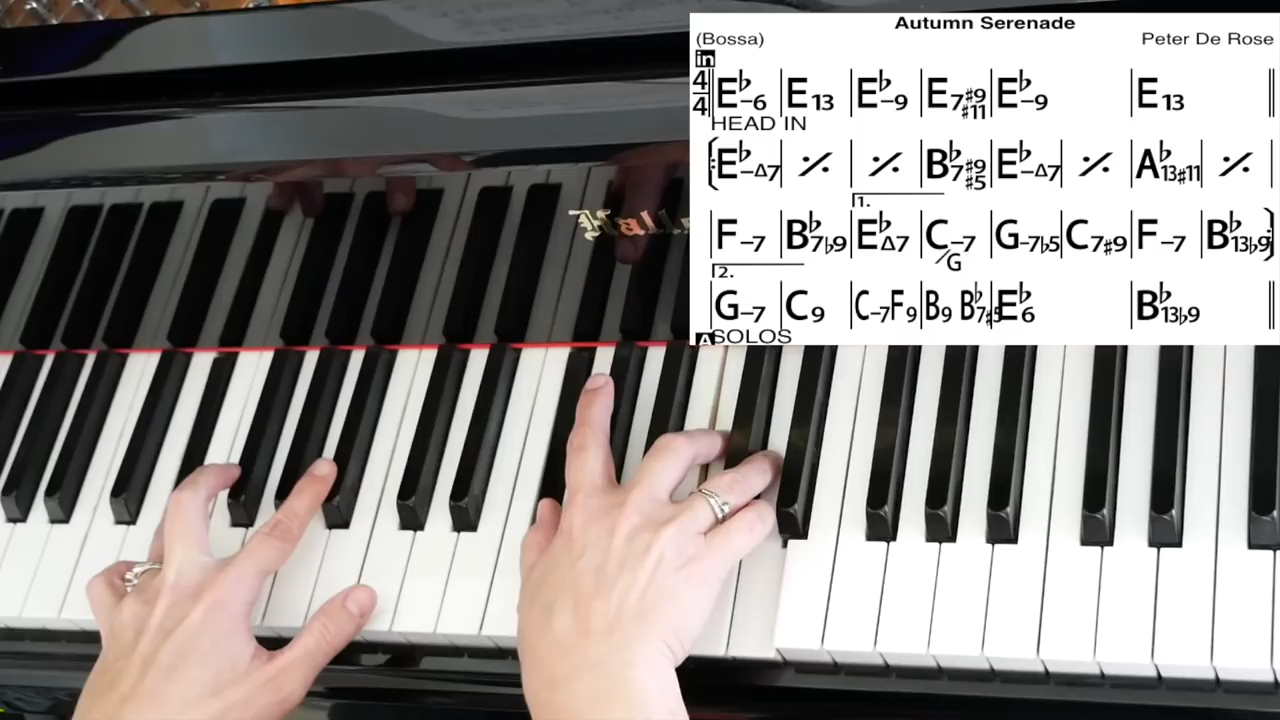 Autumn Serenade
(Bossa) Peter De Rose
in
4/4 E♭-6 E13 E♭-9 E7♯9♯11 E♭-9 E13
HEAD IN
E♭-Δ7 ٪ ٪ B♭7♯9♯5 E♭-Δ7 ٪ A♭13♯11 ٪
1.
F-7 B♭7♭9 E♭Δ7 C-7/G G-7♭5 C7♯9 F-7 B♭13♭9
2.
G-7 C9 C-7 F9 B9 B♭7♯5 E♭6 B♭13♭9
A SOLOS